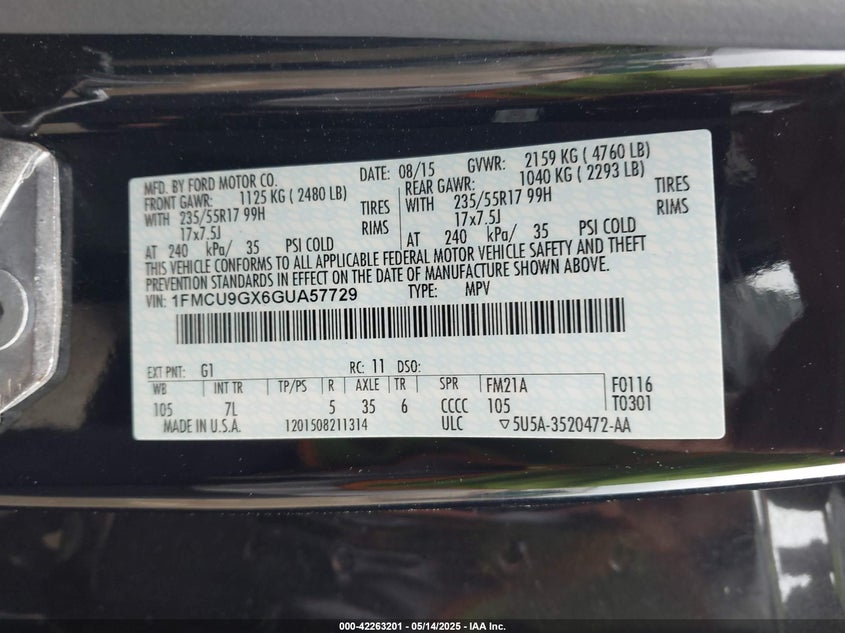 MFD. BY FORD MOTOR CO. DATE: 08/15 GVWR: 2159 KG ( 4760 LB)
FRONT GAWR: 1125 KG ( 2480 LB) REAR GAWR: 1040 KG ( 2293 LB)
WITH 235/55R17 99H TIRES WITH 235/55R17 99H TIRES
17x7.5J RIMS 17x7.5J RIMS
AT 240 kPa/ 35 PSI COLD AT 240 kPa/ 35 PSI COLD
THIS VEHICLE CONFORMS TO ALL APPLICABLE FEDERAL MOTOR VEHICLE SAFETY AND THEFT
PREVENTION STANDARDS IN EFFECT ON THE DATE OF MANUFACTURE SHOWN ABOVE.
VIN: 1FMCU9GX6GUA57729 TYPE: MPV
EXT PNT: G1 RC: 11 DSO:
WB INT TR TP/PS R AXLE TR SPR FM21A F0116
105 7L 5 35 6 CCCC 105 T0301
MADE IN U.S.A. 1201508211314 ULC ▽5U5A-3520472-AA
000-42263201 - 05/14/2025 - IAA Inc.